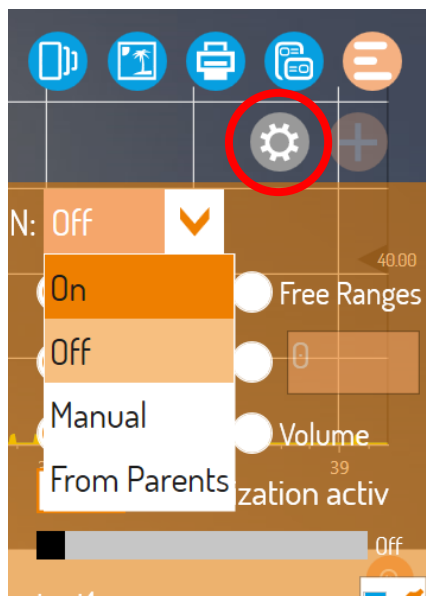 N: Off
40.00
On
Free Ranges
Off
0
Manual
Volume
39
From Parents
zation activ
Off